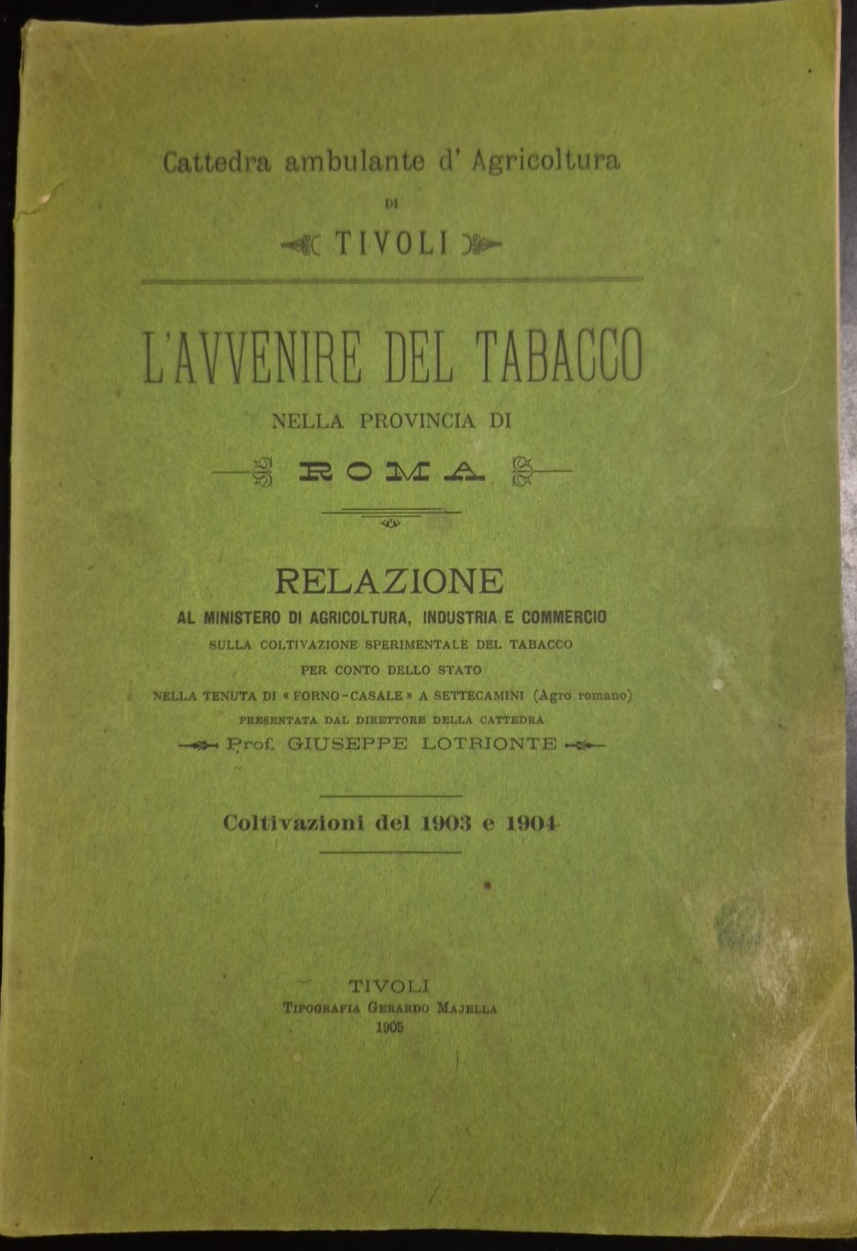 Cattedra ambulante d' Agricoltura
DI
TIVOLI
L'AVVENIRE DEL TABACCO
NELLA PROVINCIA DI
ROMA
RELAZIONE
AL MINISTERO DI AGRICOLTURA, INDUSTRIA E COMMERCIO
SULLA COLTIVAZIONE SPERIMENTALE DEL TABACCO
PER CONTO DELLO STATO
NELLA TENUTA DI « FORNO-CASALE » A SETTECAMINI (Agro romano)
PRESENTATA DAL DIRETTORE DELLA CATTEDRA
Prof. GIUSEPPE LOTRIONTE
Coltivazioni del 1903 e 1904
TIVOLI
TIPOGRAFIA GERARDO MAJELLA
1905